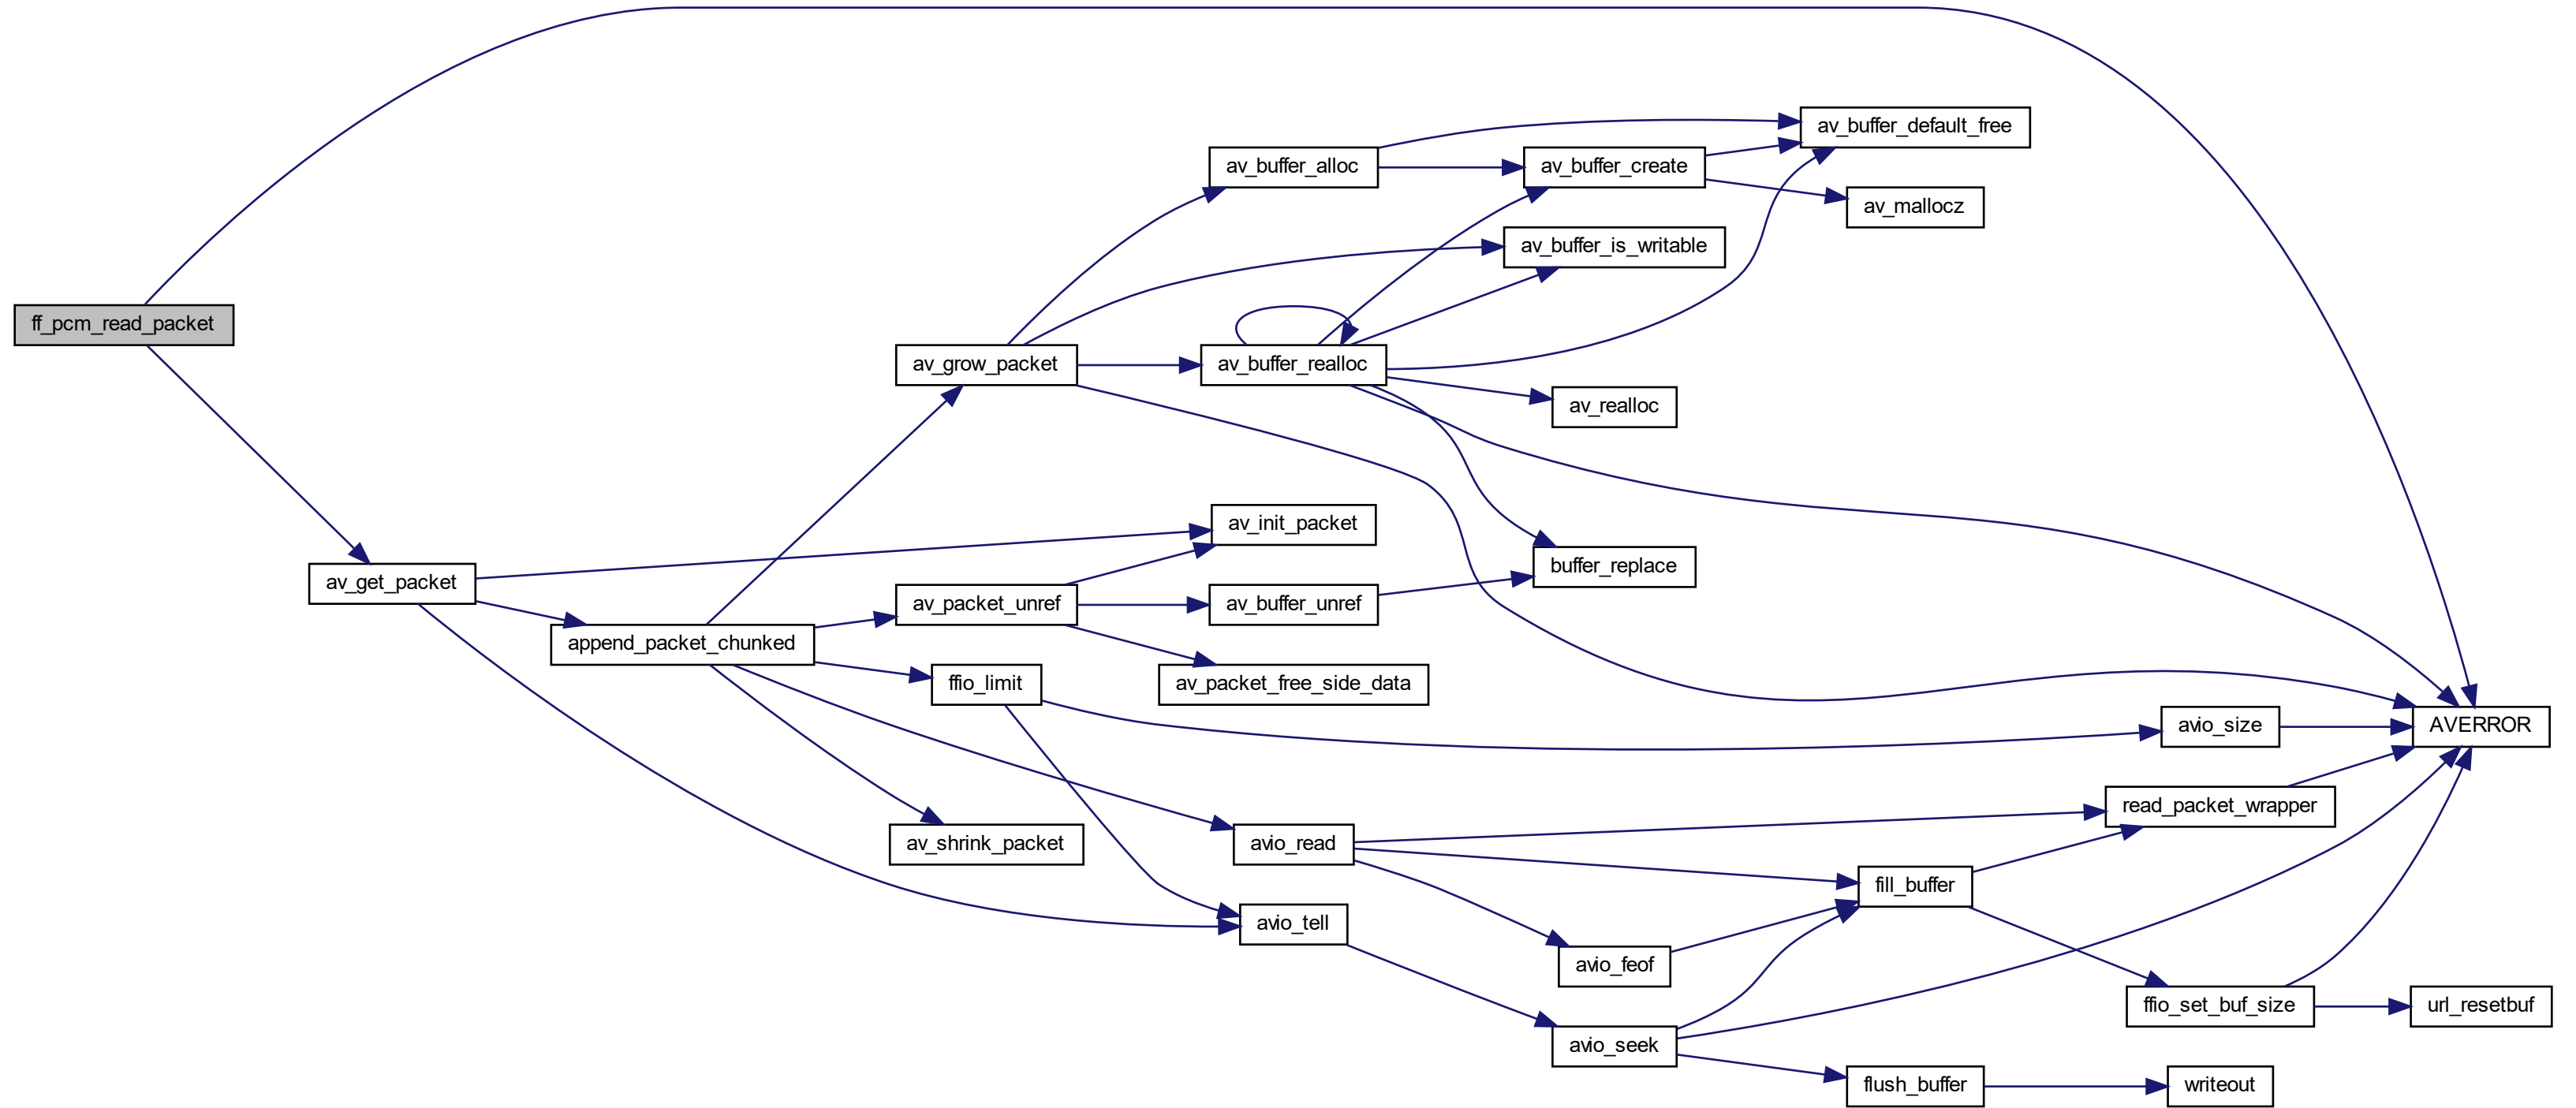 ff_pcm_read_packet
av_get_packet
append_packet_chunked
av_grow_packet
av_packet_unref
ffio_limit
av_shrink_packet
av_buffer_alloc
av_buffer_realloc
av_init_packet
av_buffer_unref
av_packet_free_side_data
avio_read
avio_tell
av_buffer_create
av_buffer_is_writable
av_realloc
buffer_replace
avio_feof
avio_seek
av_buffer_default_free
av_mallocz
fill_buffer
flush_buffer
avio_size
read_packet_wrapper
ffio_set_buf_size
writeout
AVERROR
url_resetbuf